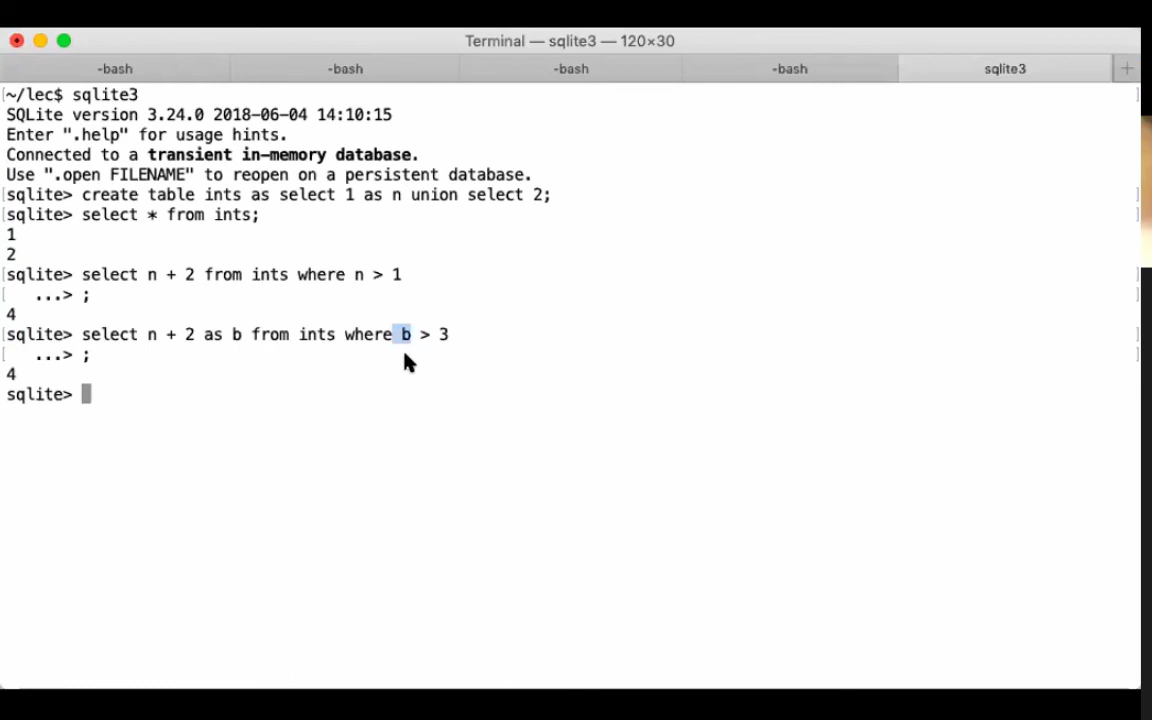 Terminal — sqlite3 — 120×30
-bash -bash -bash -bash sqlite3 +
[~/lec$ sqlite3 ]
SQLite version 3.24.0 2018-06-04 14:10:15
Enter ".help" for usage hints.
Connected to a transient in-memory database.
Use ".open FILENAME" to reopen on a persistent database.
[sqlite> create table ints as select 1 as n union select 2; ]
[sqlite> select * from ints; ]
1
2
[sqlite> select n + 2 from ints where n > 1 ]
[   ...> ; ]
4
[sqlite> select n + 2 as b from ints where b > 3 ]
[   ...> ; ]
4
sqlite>